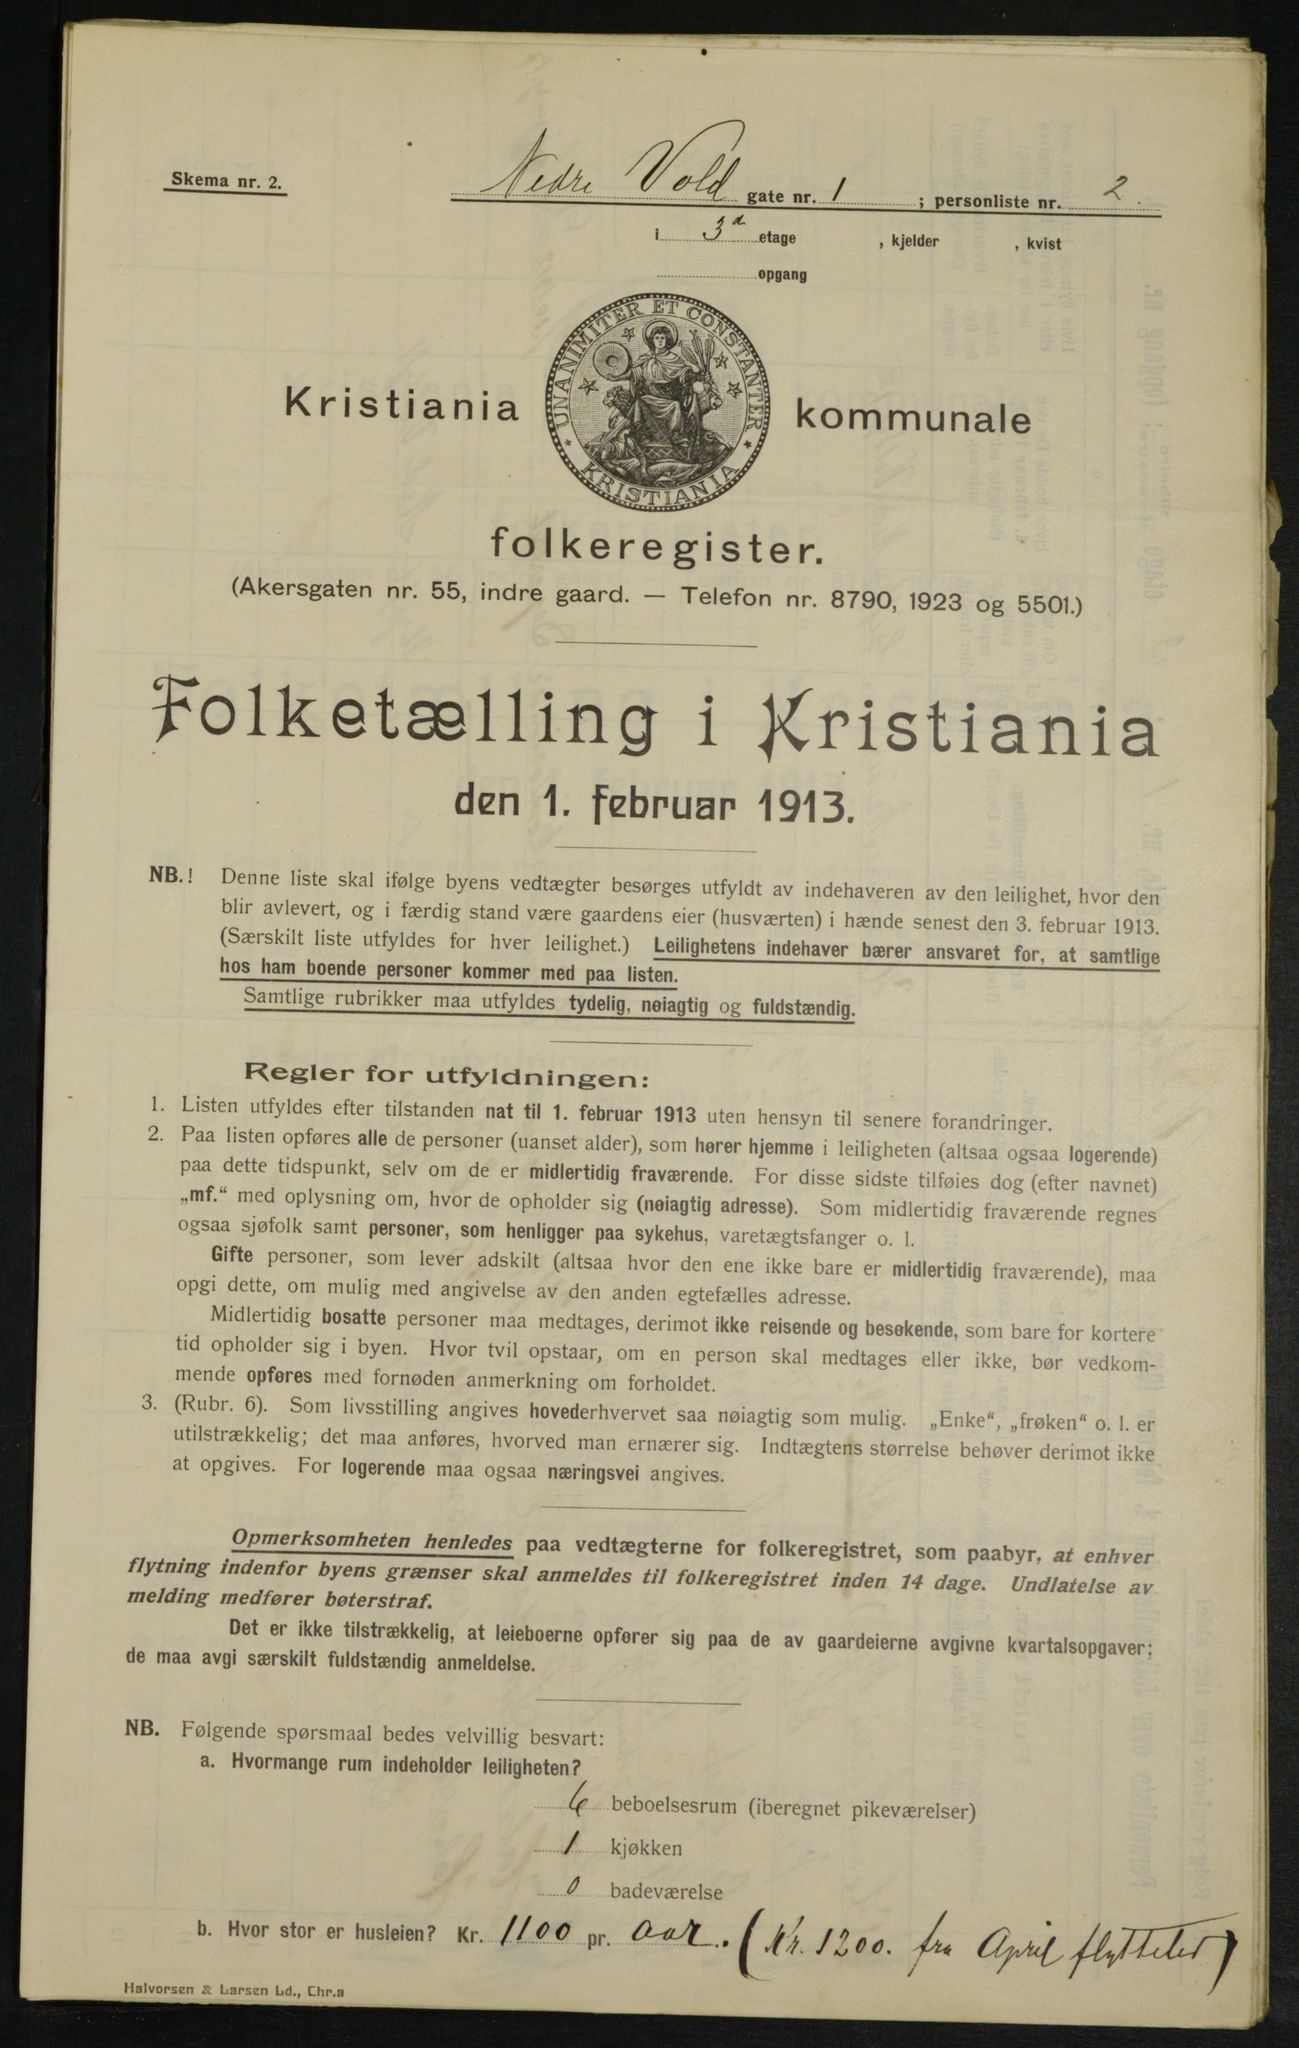 Skema nr. 2.
Nedre Vold gate nr. 1 ; personliste nr. 2.
i 3d etage , kjelder , kvist
opgang
UNANIMITER ET CONSTANTER
KRISTIANIA
Kristiania kommunale
folkeregister.
(Akersgaten nr. 55, indre gaard. — Telefon nr. 8790, 1923 og 5501.)
Folketælling i Kristiania
den 1. februar 1913.
NB.! Denne liste skal ifølge byens vedtægter besørges utfyldt av indehaveren av den leilighet, hvor den
blir avlevert, og i færdig stand være gaardens eier (husværten) i hænde senest den 3. februar 1913.
(Særskilt liste utfyldes for hver leilighet.) Leilighetens indehaver bærer ansvaret for, at samtlige
hos ham boende personer kommer med paa listen.
Samtlige rubrikker maa utfyldes tydelig, nøiagtig og fuldstændig.
Regler for utfyldningen:
1. Listen utfyldes efter tilstanden nat til 1. februar 1913 uten hensyn til senere forandringer.
2. Paa listen opføres alle de personer (uanset alder), som hører hjemme i leiligheten (altsaa ogsaa logerende)
paa dette tidspunkt, selv om de er midlertidig fraværende. For disse sidste tilføies dog (efter navnet)
„mf.“ med oplysning om, hvor de opholder sig (nøiagtig adresse). Som midlertidig fraværende regnes
ogsaa sjøfolk samt personer, som henligger paa sykehus, varetægtsfanger o. l.
Gifte personer, som lever adskilt (altsaa hvor den ene ikke bare er midlertidig fraværende), maa
opgi dette, om mulig med angivelse av den anden egtefælles adresse.
Midlertidig bosatte personer maa medtages, derimot ikke reisende og besøkende, som bare for kortere
tid opholder sig i byen. Hvor tvil opstaar, om en person skal medtages eller ikke, bør vedkom-
mende opføres med fornøden anmerkning om forholdet.
3. (Rubr. 6). Som livsstilling angives hovederhvervet saa nøiagtig som mulig. „Enke“, „frøken“ o. l. er
utilstrækkelig; det maa anføres, hvorved man ernærer sig. Indtægtens størrelse behøver derimot ikke
at opgives. For logerende maa ogsaa næringsvei angives.
Opmerksomheten henledes paa vedtægterne for folkeregistret, som paabyr, at enhver
flytning indenfor byens grænser skal anmeldes til folkeregistret inden 14 dage. Undlatelse av
melding medfører bøterstraf.
Det er ikke tilstrækkelig, at leieboerne opfører sig paa de av gaardeierne avgivne kvartalsopgaver;
de maa avgi særskilt fuldstændig anmeldelse.
NB. Følgende spørsmaal bedes velvillig besvart:
a. Hvormange rum indeholder leiligheten?
6 beboelsesrum (iberegnet pikeværelser)
1 kjøkken
0 badeværelse
b. Hvor stor er husleien? Kr. 1100 pr. aar. (Kr. 1200. fra April flyttetid)
Halvorsen & Larsen Ld., Chr.a